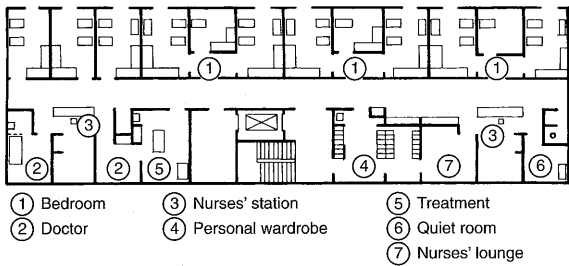 1 1 1
3 3
2 2 5 4 7 6
1 Bedroom 3 Nurses' station 5 Treatment
2 Doctor 4 Personal wardrobe 6 Quiet room
7 Nurses' lounge